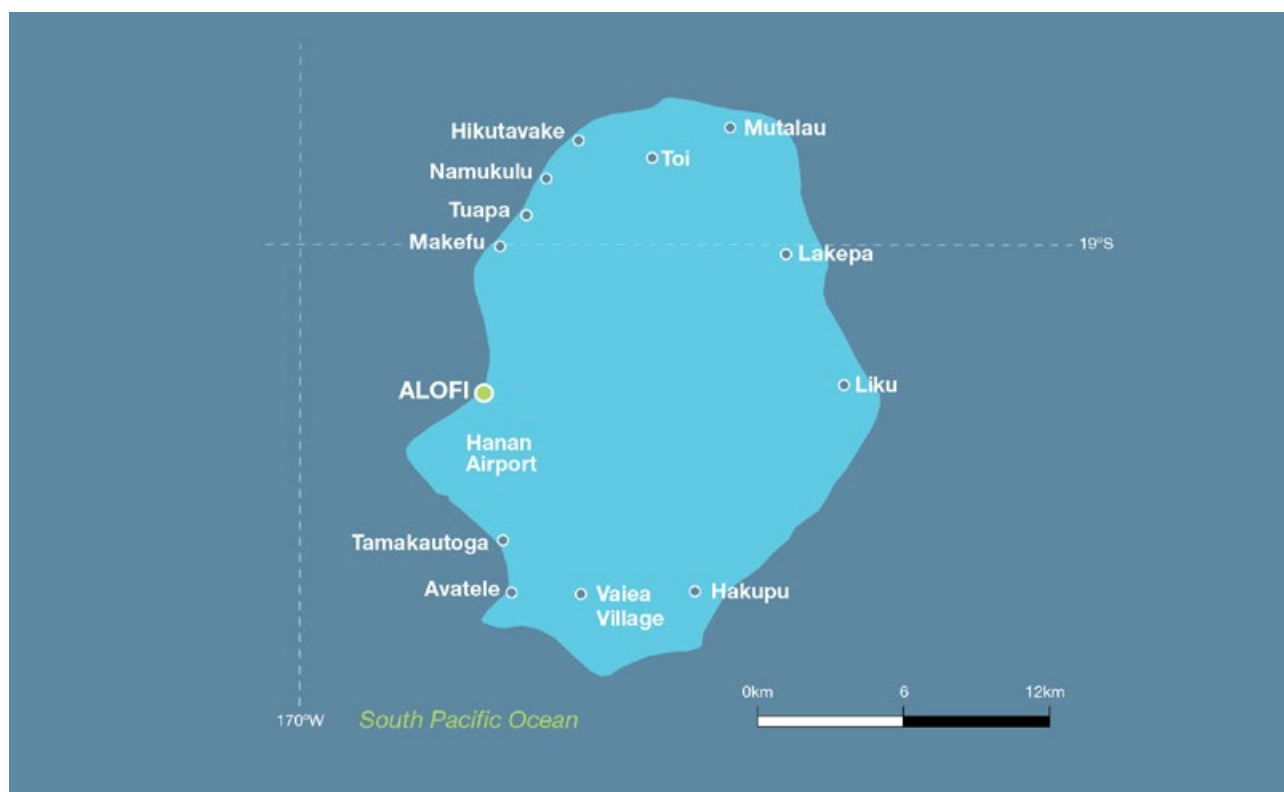 Hikutavake
Mutalau
Toi
Namukulu
Tuapa
Makefu
19°S
Lakepa
ALOFI
Liku
Hanan
Airport
Tamakautoga
Avatele
Vaiea
Village
Hakupu
0km 6 12km
170°W
South Pacific Ocean